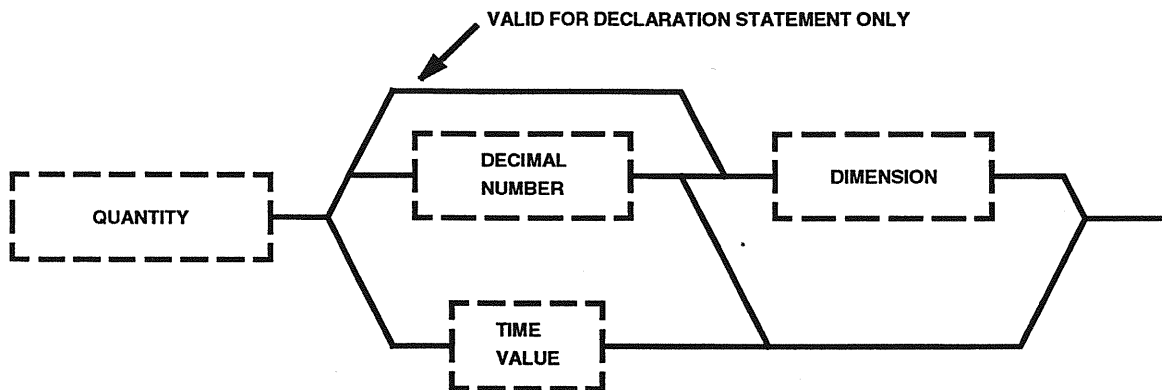 VALID FOR DECLARATION STATEMENT ONLY
DECIMAL
NUMBER
DIMENSION
QUANTITY
TIME
VALUE